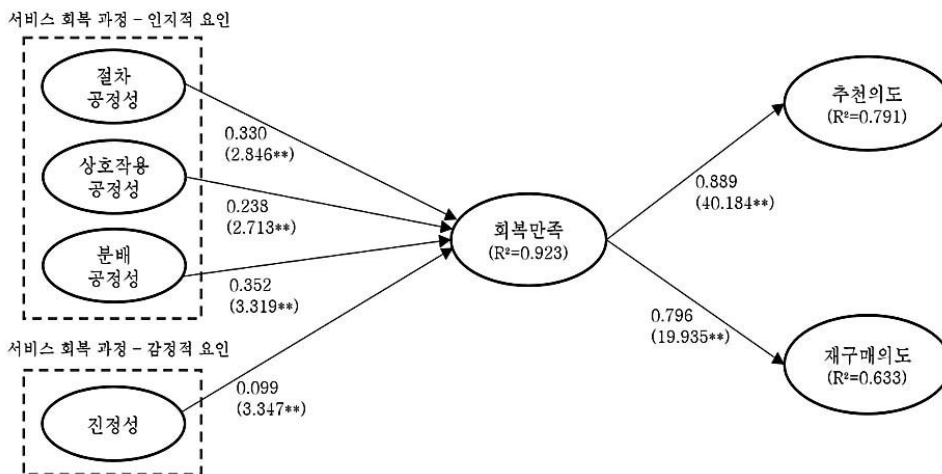 서비스 회복 과정 – 인지적 요인
절차
공정성
0.330
(2.846**)
상호작용
공정성
0.238
(2.713**)
분배
공정성
0.352
(3.319**)
서비스 회복 과정 – 감정적 요인
진정성
0.099
(3.347**)
회복만족
(R²=0.923)
추천의도
(R²=0.791)
0.889
(40.184**)
0.796
(19.935**)
재구매의도
(R²=0.633)